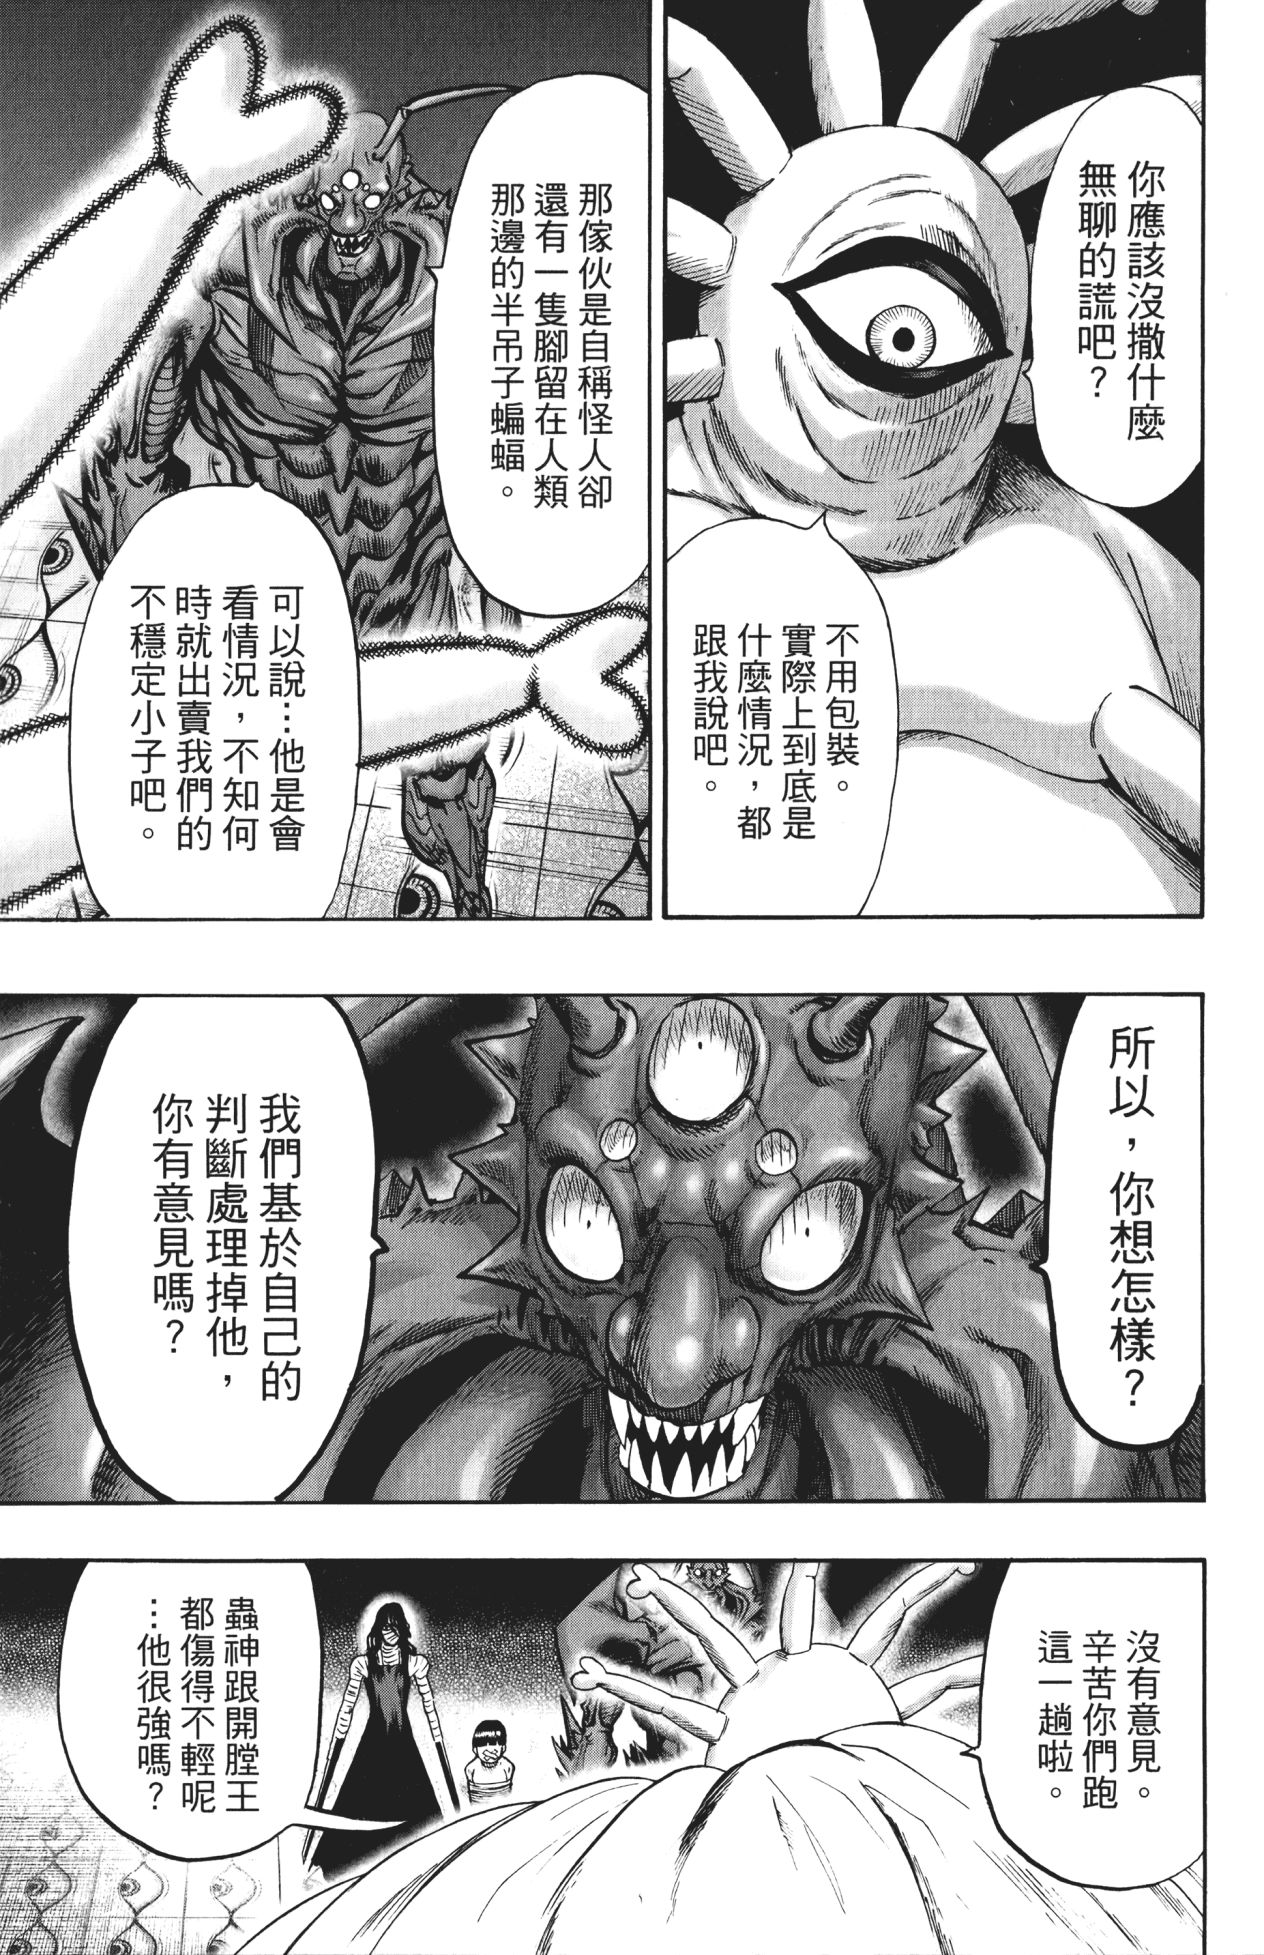 你應該沒撒什麼
無聊的謊吧？
不用包裝。
實際上到底是
什麼情況，都
跟我說吧。
那傢伙是自稱怪人卻
還有一隻腳留在人類
那邊的半吊子蝙蝠。
可以說…他是會
看情況，不知何
時就出賣我們的
不穩定小子吧。
所以，你想怎樣？
我們基於自己的
判斷處理掉他，
你有意見嗎？
沒有意見。
辛苦你們跑
這一趟啦。
蟲神跟開膛王
都傷得不輕呢
…他很強嗎？